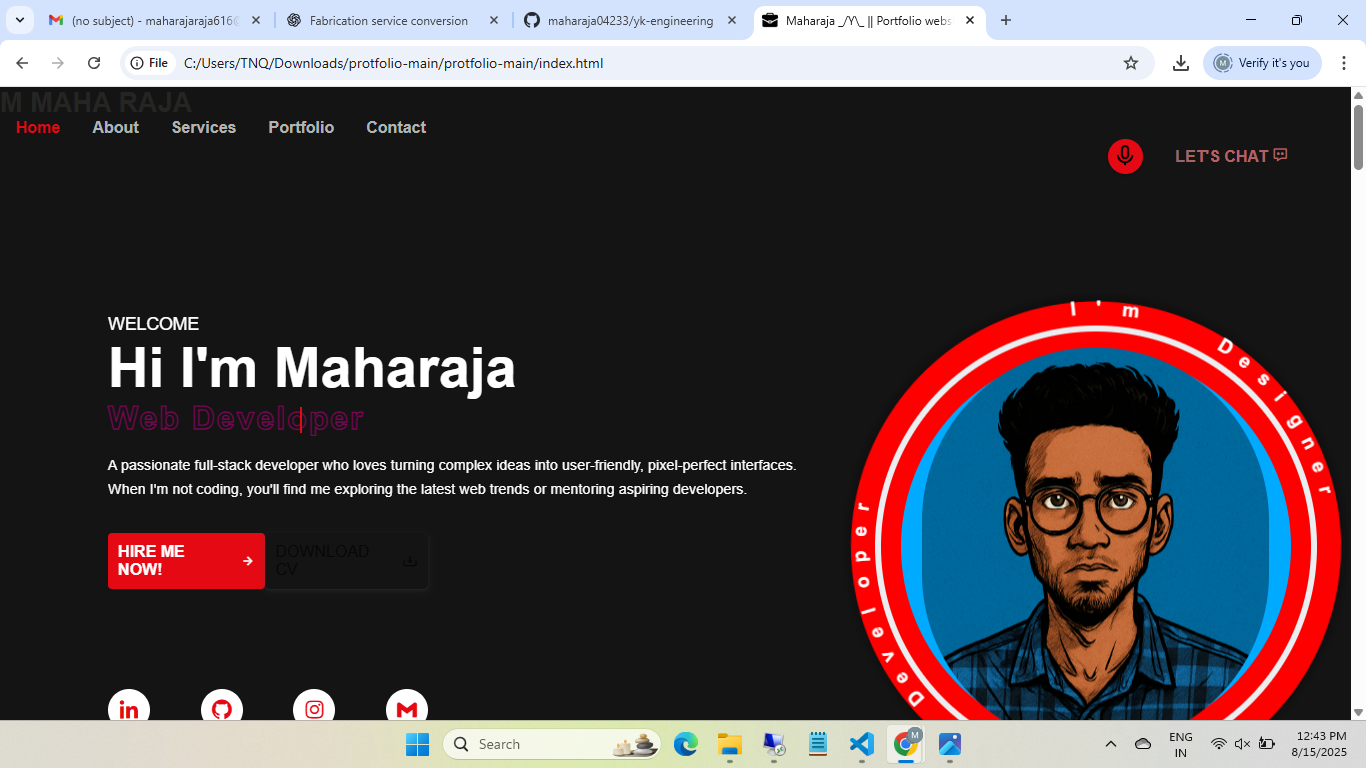 (no subject) - maharajaraja616@
Fabrication service conversion
maharaja04233/yk-engineering
Maharaja _/Y\_ || Portfolio webs
File
C:/Users/TNQ/Downloads/protfolio-main/protfolio-main/index.html
M
Verify it's you
M MAHA RAJA
Home
About
Services
Portfolio
Contact
LET'S CHAT
WELCOME
Hi I'm Maharaja
Web Developer
A passionate full-stack developer who loves turning complex ideas into user-friendly, pixel-perfect interfaces.
When I'm not coding, you'll find me exploring the latest web trends or mentoring aspiring developers.
HIRE ME
NOW!
DOWNLOAD
CV
I'm Designer
Developer
in
Search
M
ENG
IN
12:43 PM
8/15/2025